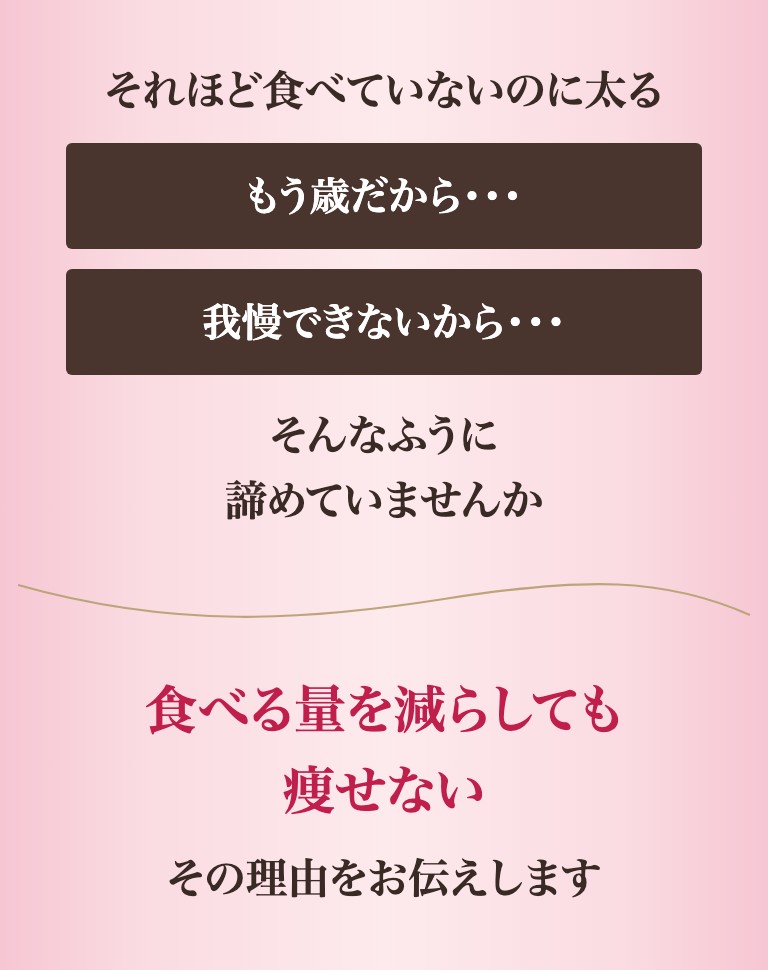 それほど食べていないのに太る
もう歳だから・・・
我慢できないから・・・
そんなふうに
諦めていませんか
食べる量を減らしても
痩せない
その理由をお伝えします